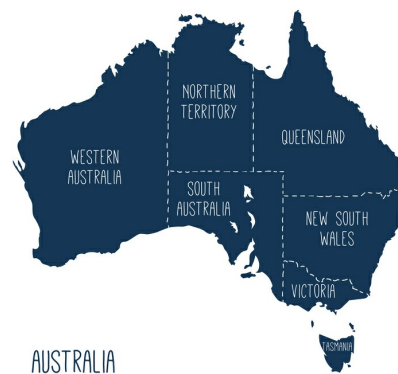 NORTHERN
TERRITORY
QUEENSLAND
WESTERN
AUSTRALIA
SOUTH
AUSTRALIA
NEW SOUTH
WALES
VICTORIA
TASMANIA
AUSTRALIA